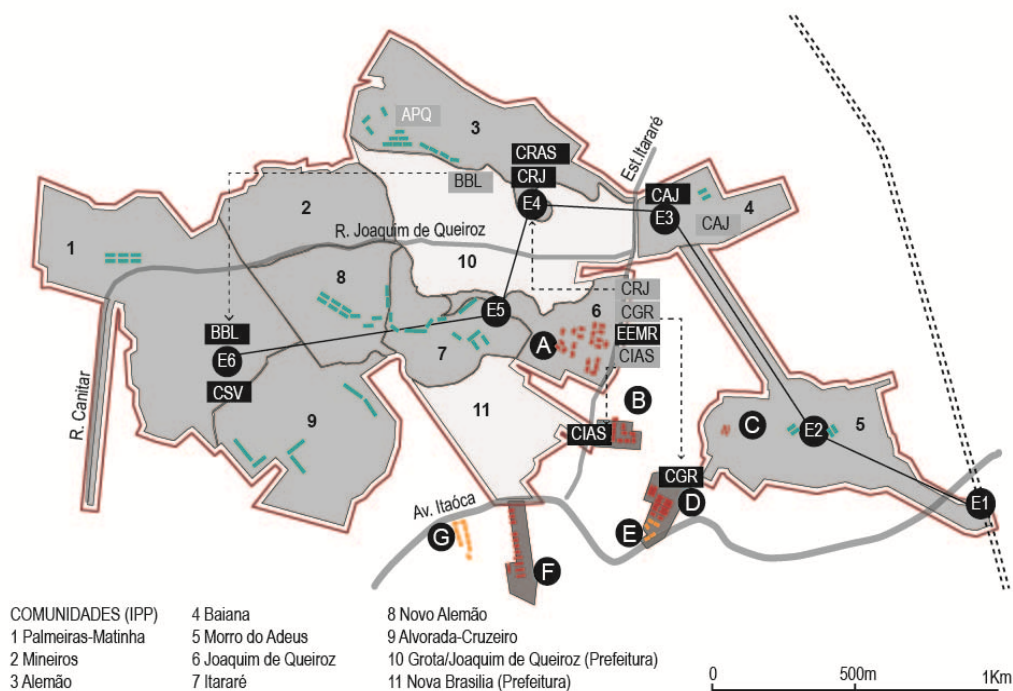 APQ
3
CRAS
BBL
CRJ
E4
Est.Itararé
CAJ
E3
4
CAJ
2
1
R. Joaquim de Queiroz
10
8
CRJ
6
CGR
E5
EEMR
A
CIAS
BBL
E6
7
CSV
B
R. Canitar
9
11
CIAS
C
E2
5
CGR
D
E1
Av. Itaóca
G
E
F
COMUNIDADES (IPP)
1 Palmeiras-Matinha
2 Mineiros
3 Alemão
4 Baiana
5 Morro do Adeus
6 Joaquim de Queiroz
7 Itararé
8 Novo Alemão
9 Alvorada-Cruzeiro
10 Grota/Joaquim de Queiroz (Prefeitura)
11 Nova Brasilia (Prefeitura)
0 500m 1Km